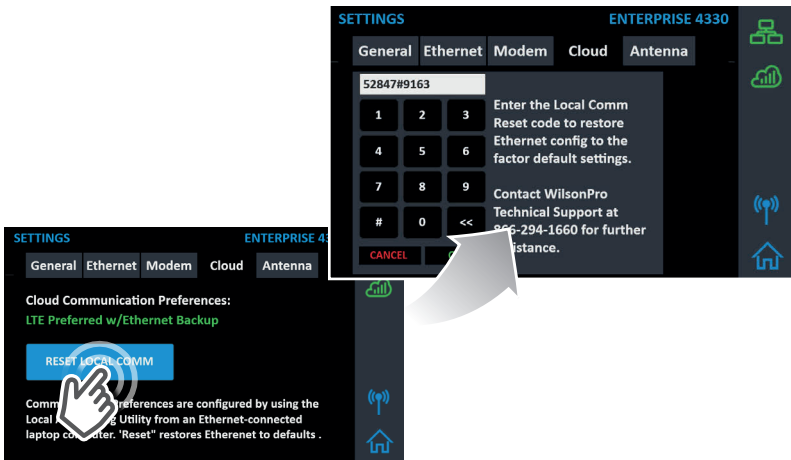 SETTINGS ENTERPRISE 4330
General Ethernet Modem Cloud Antenna
52847#9163
1 2 3
4 5 6
7 8 9
# 0 <<
CANCEL
Enter the Local Comm
Reset code to restore
Ethernet config to the
factor default settings.
Contact WilsonPro
Technical Support at
866-294-1660 for further
SETTINGS ENTERPRISE
General Ethernet Modem Cloud Antenna
Cloud Communication Preferences:
LTE Preferred w/Ethernet Backup
RESET LOCAL COMM
are configured by using the
Local Utility from an Ethernet-connected
laptop 'Reset" restores Etherenet to defaults .